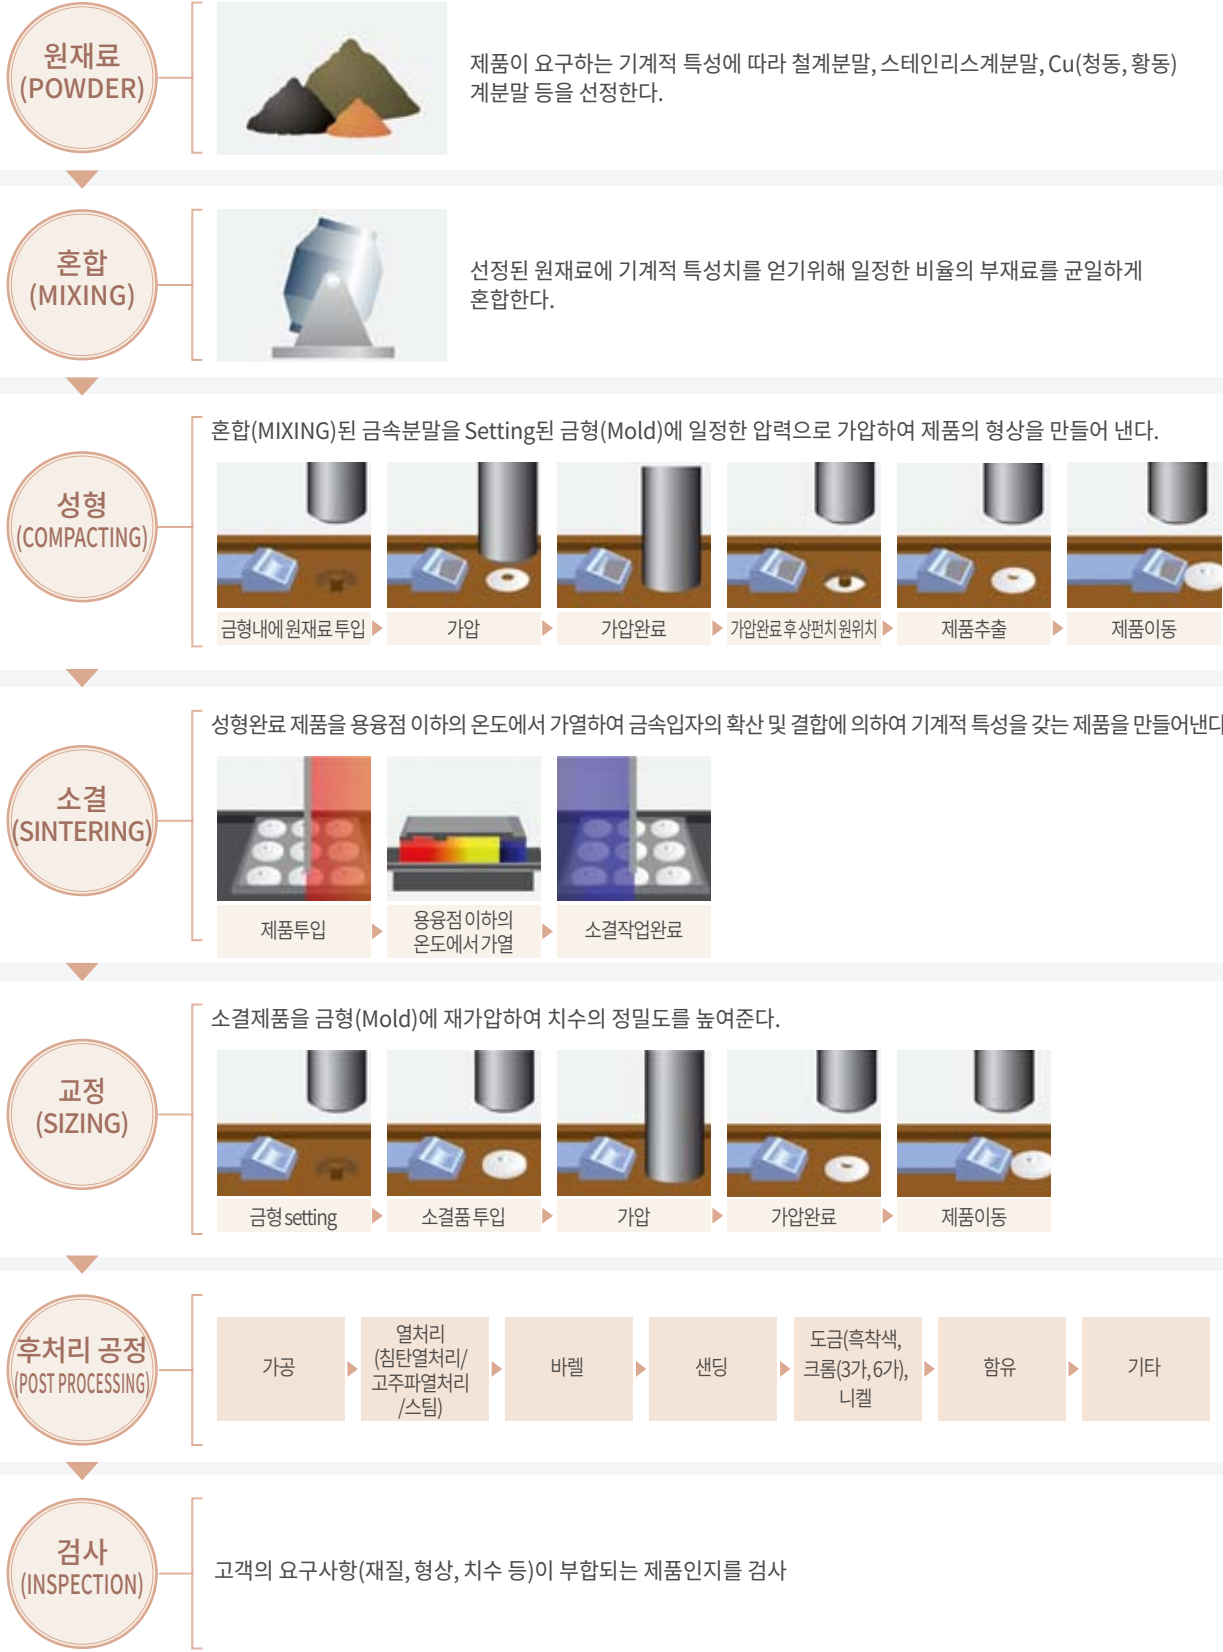 원재료
(POWDER)
제품이 요구하는 기계적 특성에 따라 철계분말, 스테인리스계분말, Cu(청동, 황동)
계분말 등을 선정한다.
혼합
(MIXING)
선정된 원재료에 기계적 특성치를 얻기위해 일정한 비율의 부재료를 균일하게
혼합한다.
성형
(COMPACTING)
혼합(MIXING)된 금속분말을 Setting된 금형(Mold)에 일정한 압력으로 가압하여 제품의 형상을 만들어 낸다.
금형내에 원재료 투입
가압
가압완료
가압완료 후 상펀치 원위치
제품추출
제품이동
소결
(SINTERING)
성형완료 제품을 용융점 이하의 온도에서 가열하여 금속입자의 확산 및 결합에 의하여 기계적 특성을 갖는 제품을 만들어낸다
제품투입
용융점 이하의
온도에서 가열
소결작업완료
교정
(SIZING)
소결제품을 금형(Mold)에 재가압하여 치수의 정밀도를 높여준다.
금형 setting
소결품 투입
가압
가압완료
제품이동
후처리 공정
(POST PROCESSING)
가공
열처리
(침탄열처리/
고주파열처리
/스팀)
바렐
샌딩
도금(흑착색,
크롬(3가, 6가),
니켈
함유
기타
검사
(INSPECTION)
고객의 요구사항(재질, 형상, 치수 등)이 부합되는 제품인지를 검사